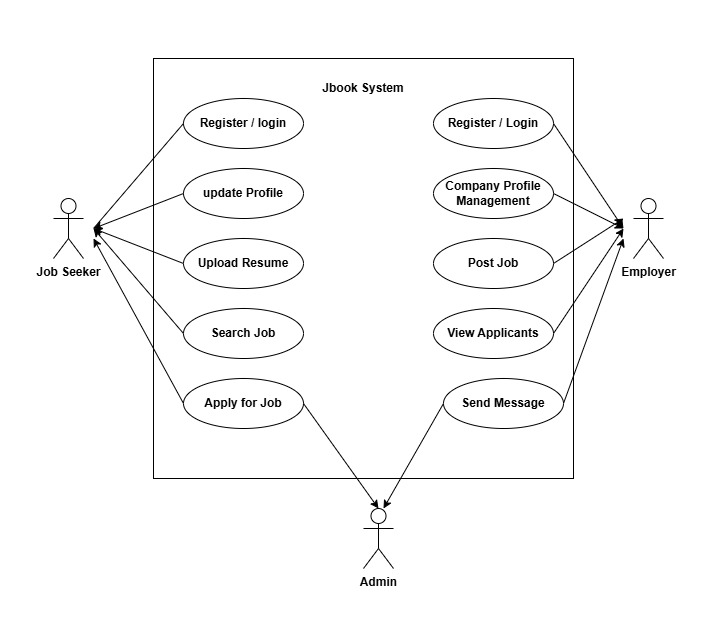 Jbook System
Register / login
Register / Login
update Profile
Company Profile
Management
Job Seeker
Upload Resume
Post Job
Employer
Search Job
View Applicants
Apply for Job
Send Message
Admin